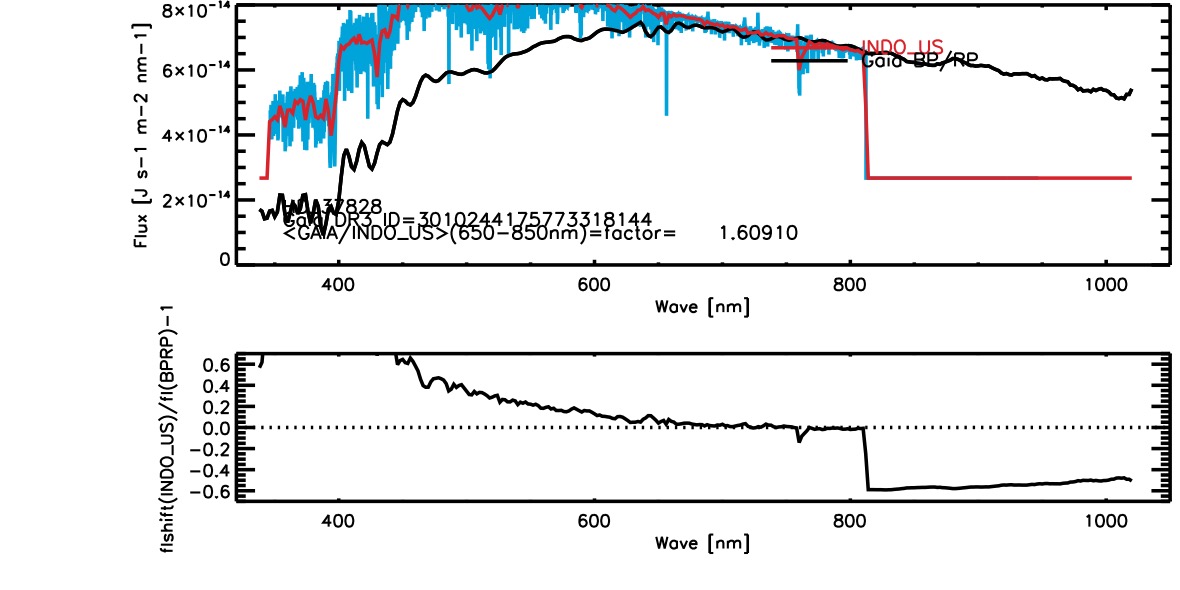 8×10−14
6×10−14
4×10−14
2×10−14
0
Flux [J s−1 m−2 nm−1]
INDO_US
Gaia BP/RP
37828
Gaia DR3 ID=3010244175773318144
<GAIA/INDO_US>(650−850nm)=factor= 1.60910
400 600 800 1000
Wave [nm]
flshift(INDO_US)/fl(BPRP)−1
0.6
0.4
0.2
0.0
−0.2
−0.4
−0.6
400 600 800 1000
Wave [nm]